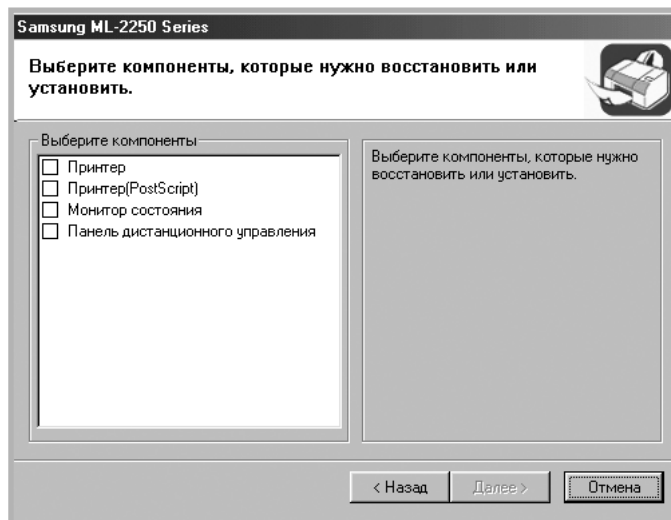 Samsung ML-2250 Series
Выберите компоненты, которые нужно восстановить или
установить.
Выберите компоненты
Принтер
Принтер(PostScript)
Монитор состояния
Панель дистанционного управления
Выберите компоненты, которые нужно
восстановить или установить.
< Назад
Далее >
Отмена